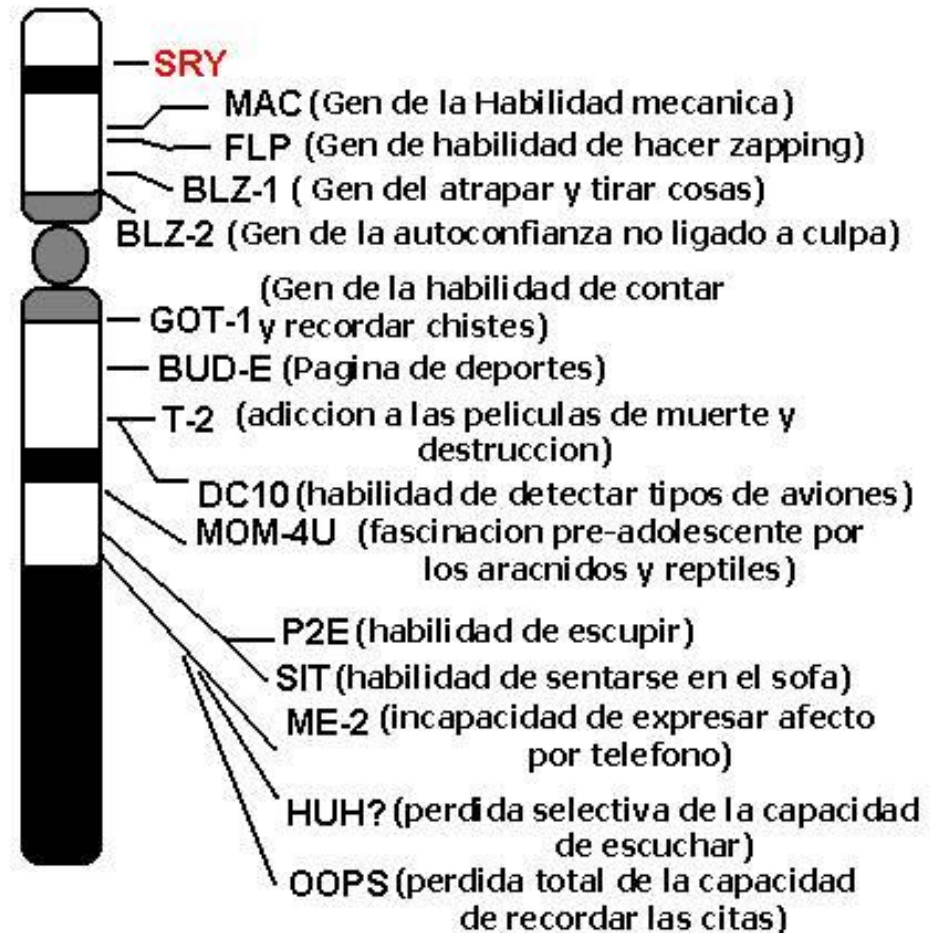 SRY
MAC (Gen de la Habilidad mecanica)
FLP (Gen de habilidad de hacer zapping)
BLZ-1 ( Gen del atrapar y tirar cosas)
BLZ-2 (Gen de la autoconfianza no ligado a culpa)
GOT-1 (Gen de la habilidad de contar
y recordar chistes)
BUD-E (Pagina de deportes)
T-2 (adiccion a las peliculas de muerte y
destruccion)
DC10 (habilidad de detectar tipos de aviones)
MOM-4U (fascinacion pre-adolescente por
los aracnidos y reptiles)
P2E (habilidad de escupir)
SIT (habilidad de sentarse en el sofa)
ME-2 (incapacidad de expresar afecto
por telefono)
HUH? (perdida selectiva de la capacidad
de escuchar)
OOPS (perdida total de la capacidad
de recordar las citas)